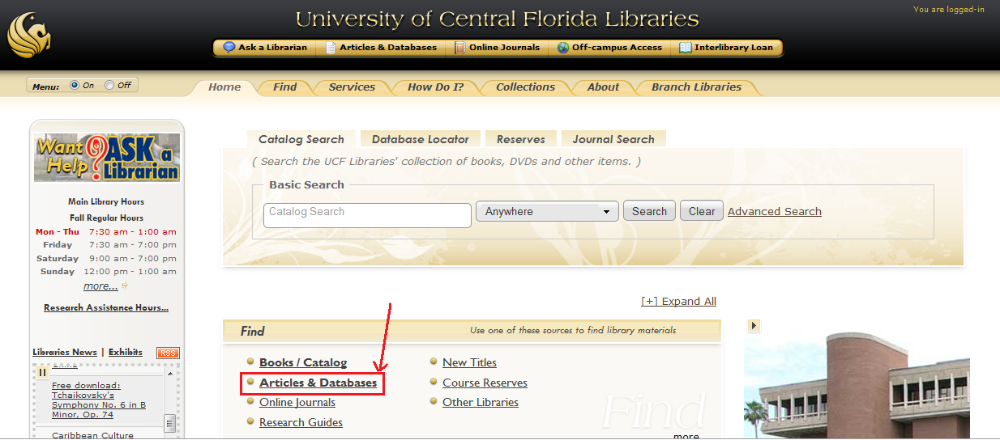 You are logged-in
University of Central Florida Libraries
Ask a Librarian Articles & Databases Online Journals Off-campus Access Interlibrary Loan
Menu: On Off
Home Find Services How Do I? Collections About Branch Libraries
Want Help? ASK a Librarian
Main Library Hours
Fall Regular Hours
Mon - Thu 7:30 am - 1:00 am
Friday 7:30 am - 7:00 pm
Saturday 9:00 am - 7:00 pm
Sunday 12:00 pm - 1:00 am
more...
Research Assistance Hours...
Libraries News | Exhibits RSS
Free download:
Tchaikovsky's
Symphony No. 6 in B
Minor, Op. 74
Caribbean Culture
Catalog Search Database Locator Reserves Journal Search
( Search the UCF Libraries' collection of books, DVDs and other items. )
Basic Search
Catalog Search Anywhere Search Clear Advanced Search
[+] Expand All
Find Use one of these sources to find library materials
Books / Catalog New Titles
Articles & Databases Course Reserves
Online Journals Other Libraries
Research Guides
Find
more